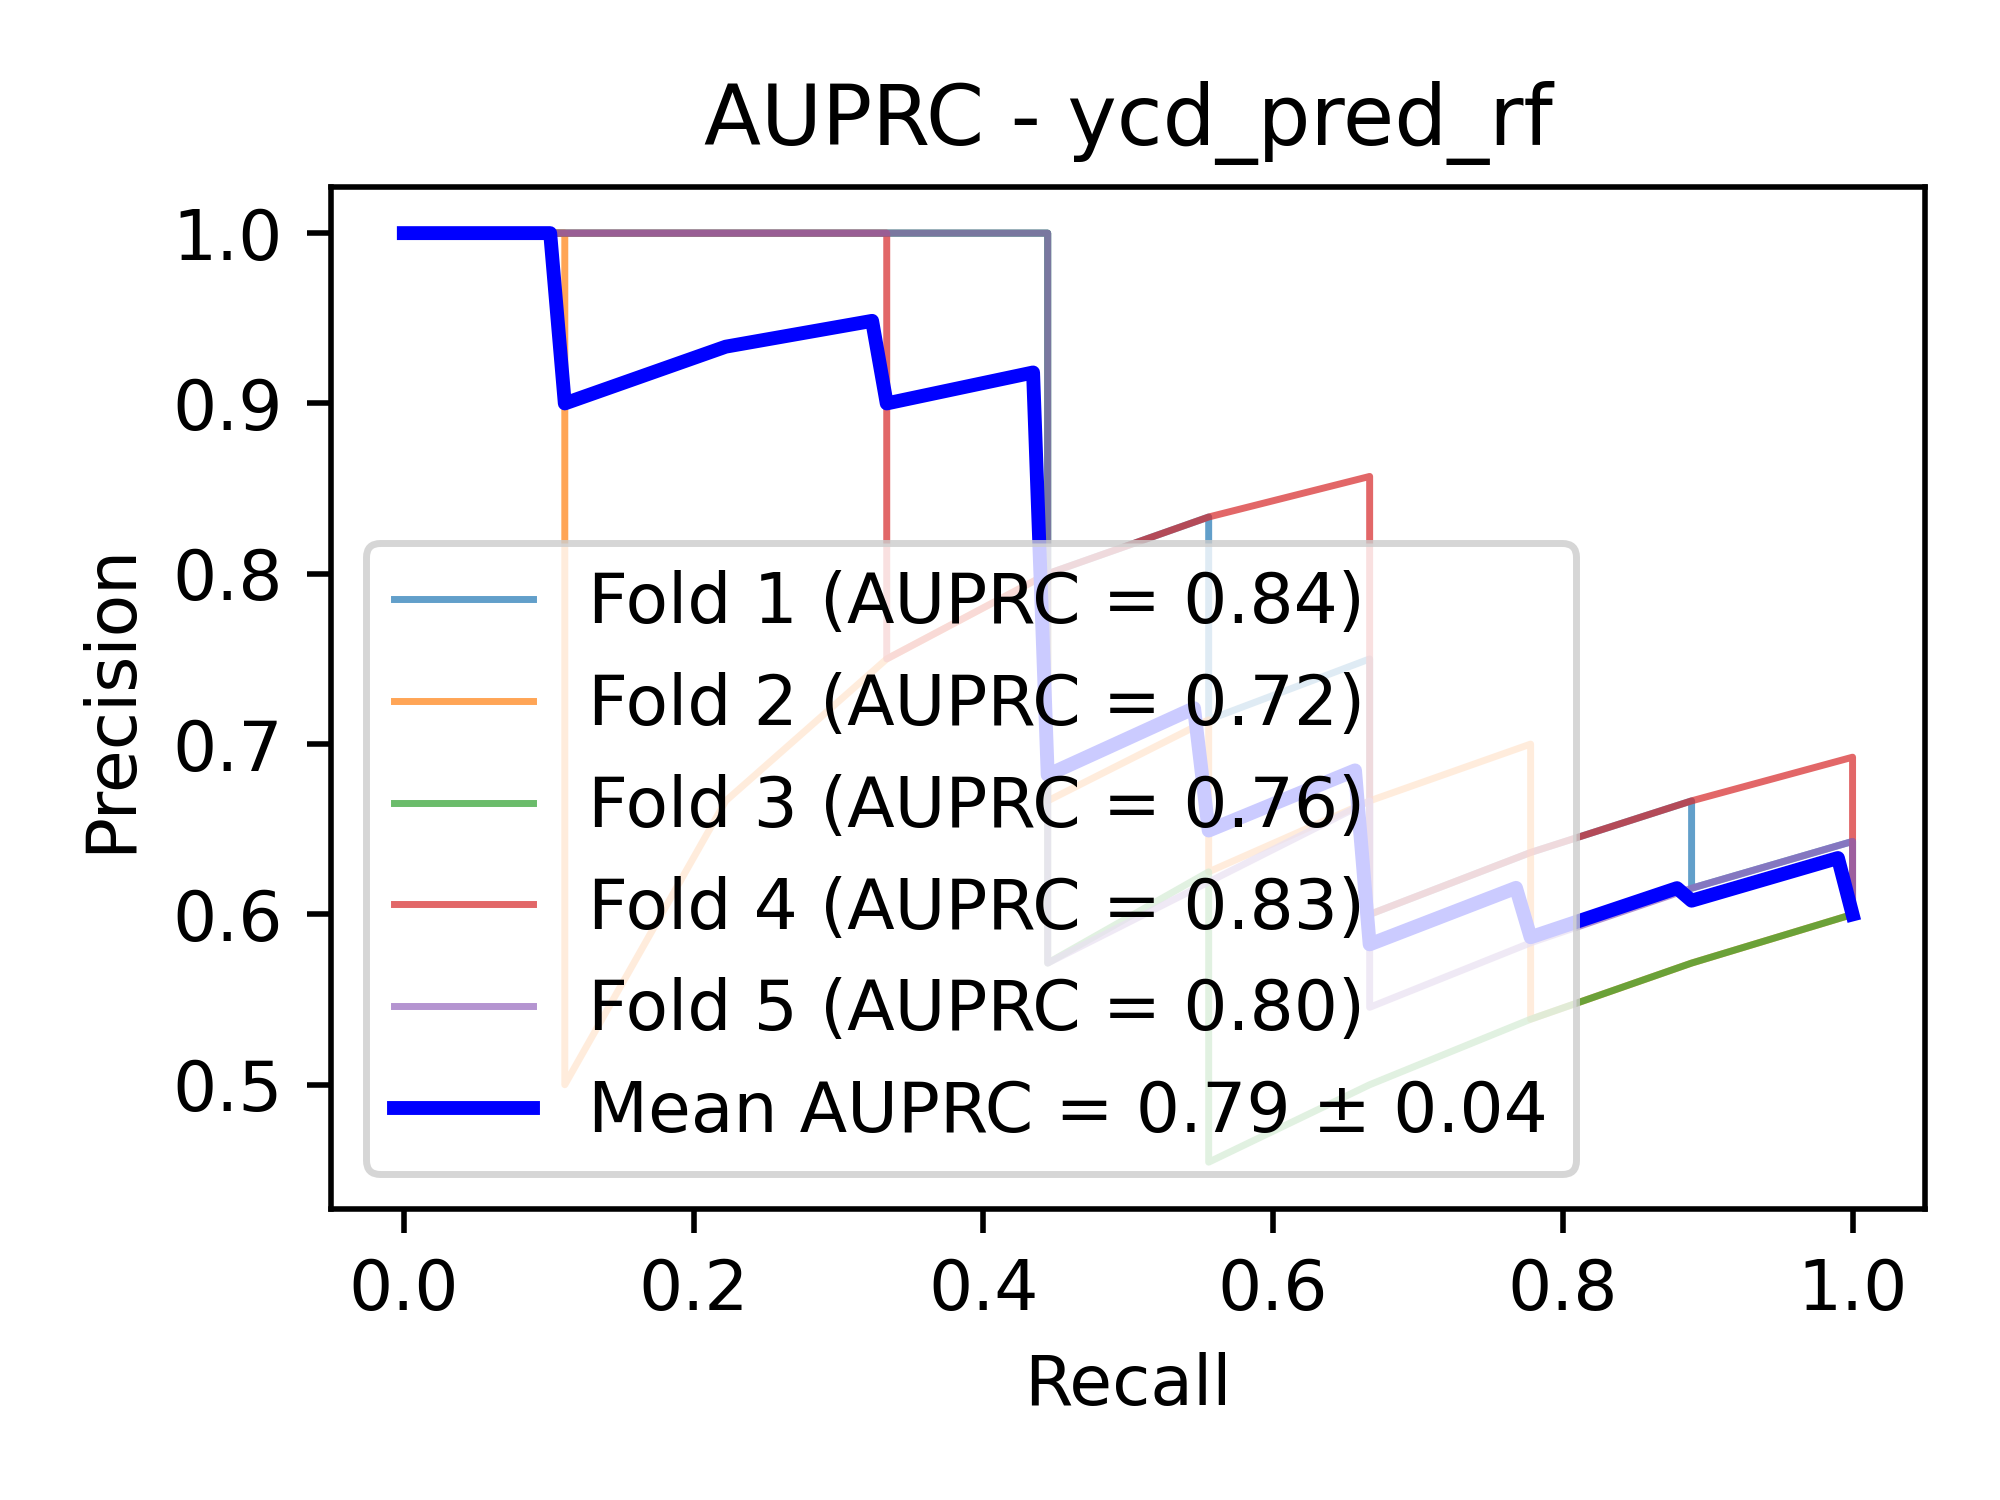 AUPRC - ycd_pred_rf
1.0
0.9
0.8
0.7
0.6
0.5
Precision
Fold 1 (AUPRC = 0.84)
Fold 2 (AUPRC = 0.72)
Fold 3 (AUPRC = 0.76)
Fold 4 (AUPRC = 0.83)
Fold 5 (AUPRC = 0.80)
Mean AUPRC = 0.79 ± 0.04
0.0 0.2 0.4 0.6 0.8 1.0
Recall